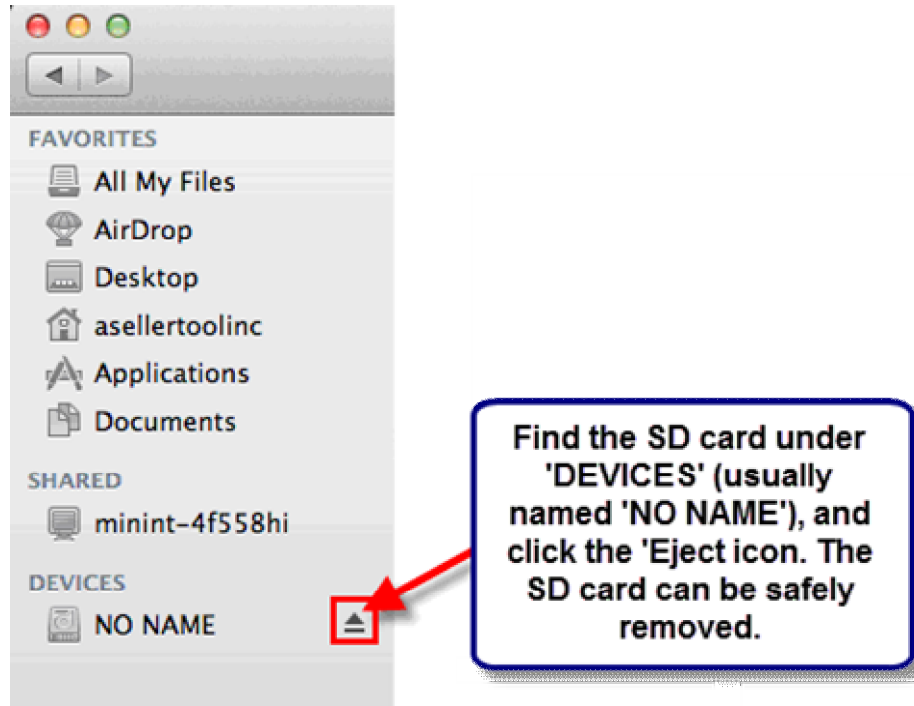 FAVORITES
All My Files
AirDrop
Desktop
asellertoolinc
Applications
Documents
SHARED
minint-4f558hi
DEVICES
NO NAME
Find the SD card under
'DEVICES' (usually
named 'NO NAME'), and
click the 'Eject icon. The
SD card can be safely
removed.